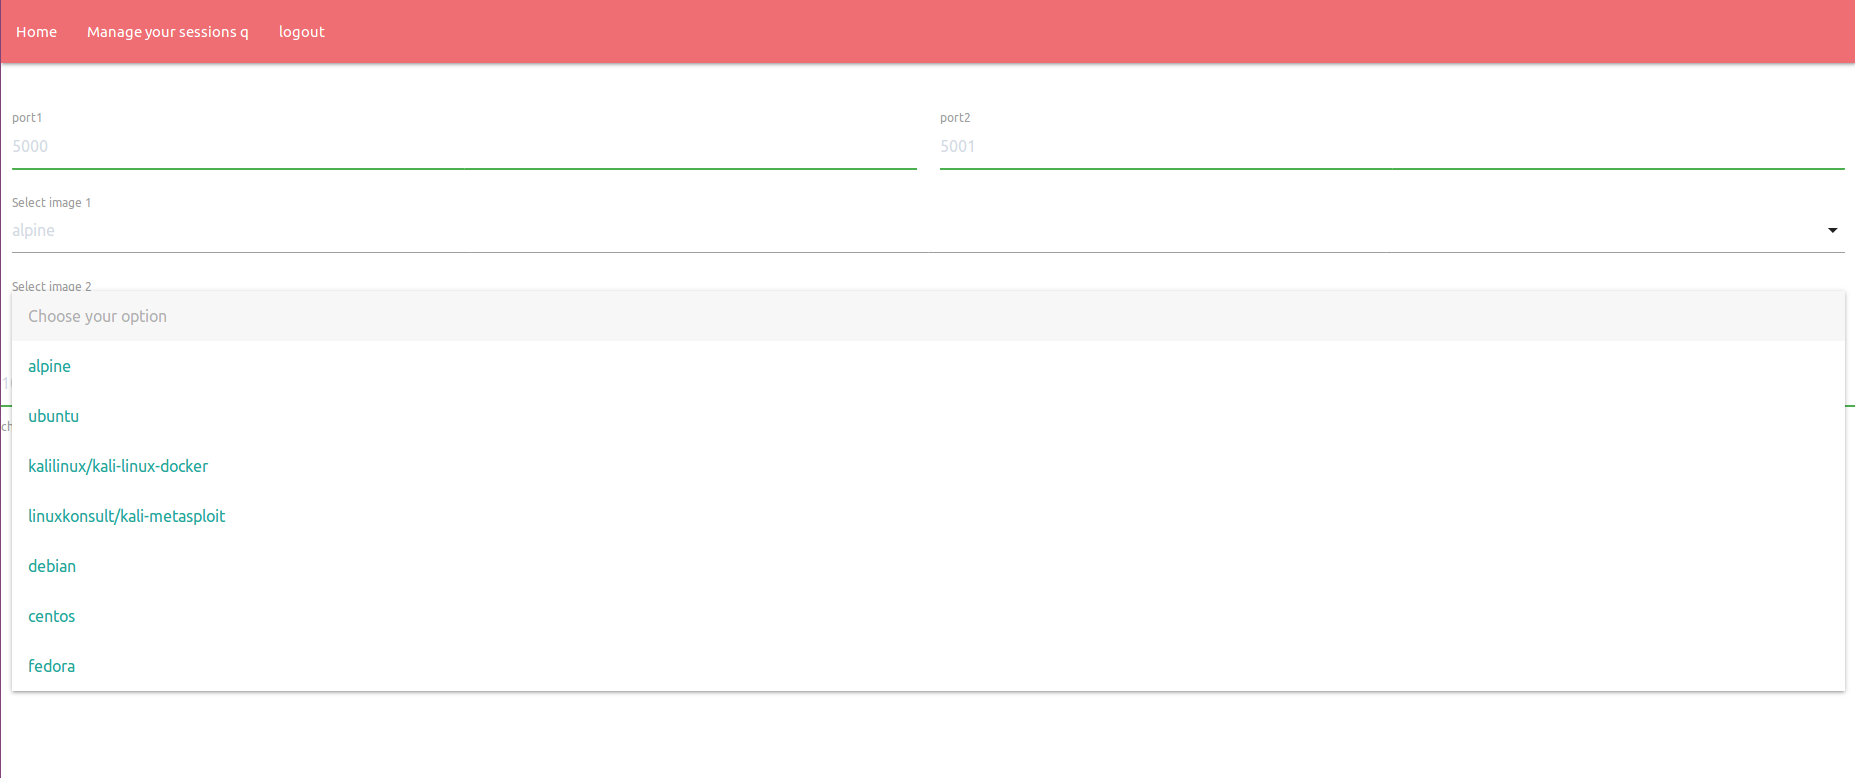 Home Manage your sessions q logout
port1 port2
5000 5001
Select image 1
alpine
Select image 2
Choose your option
alpine
ubuntu
kalilinux/kali-linux-docker
linuxkonsult/kali-metasploit
debian
centos
fedora